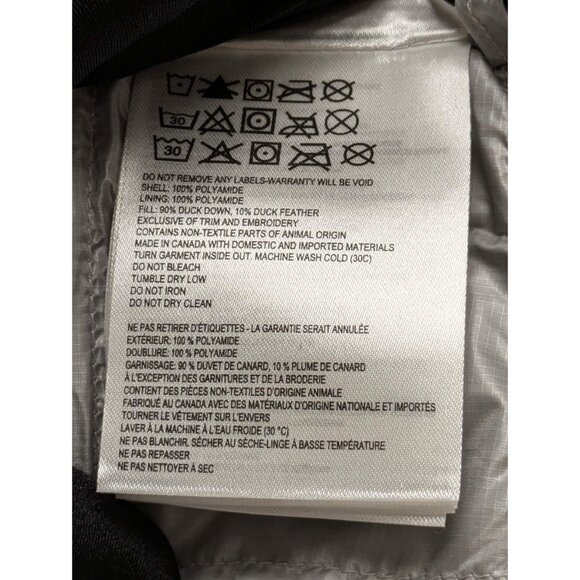 30
30
DO NOT REMOVE ANY LABELS-WARRANTY WILL BE VOID
SHELL: 100% POLYAMIDE
LINING: 100% POLYAMIDE
FILL: 90% DUCK DOWN, 10% DUCK FEATHER
EXCLUSIVE OF TRIM AND EMBROIDERY
CONTAINS NON-TEXTILE PARTS OF ANIMAL ORIGIN
MADE IN CANADA WITH DOMESTIC AND IMPORTED MATERIALS
TURN GARMENT INSIDE OUT. MACHINE WASH COLD (30C)
DO NOT BLEACH
TUMBLE DRY LOW
DO NOT IRON
DO NOT DRY CLEAN
NE PAS RETIRER D'ÉTIQUETTES - LA GARANTIE SERAIT ANNULÉE
EXTÉRIEUR: 100 % POLYAMIDE
DOUBLURE: 100 % POLYAMIDE
GARNISSAGE: 90 % DUVET DE CANARD, 10 % PLUME DE CANARD
À L'EXCEPTION DES GARNITURES ET DE LA BRODERIE
CONTIENT DES PIÈCES NON-TEXTILES D'ORIGINE ANIMALE
FABRIQUÉ AU CANADA AVEC DES MATÉRIAUX D'ORIGINE NATIONALE ET IMPORTÉS
TOURNER LE VÊTEMENT SUR L'ENVERS
LAVER À LA MACHINE À L'EAU FROIDE (30 °C)
NE PAS BLANCHIR. SÉCHER AU SÈCHE-LINGE À BASSE TEMPÉRATURE
NE PAS REPASSER
NE PAS NETTOYER À SEC